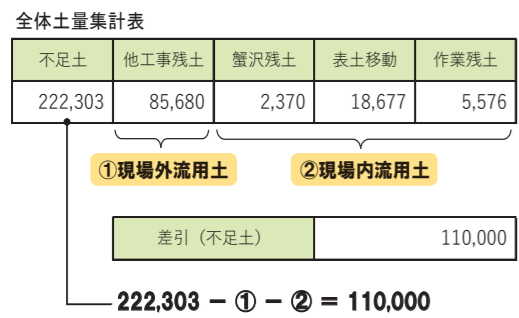 全体土量集計表
不足土 他工事残土 蟹沢残土 表土移動 作業残土
222,303 85,680 2,370 18,677 5,576
①現場外流用土 ②現場内流用土
差引（不足土） 110,000
222,303 − ① − ② ＝ 110,000